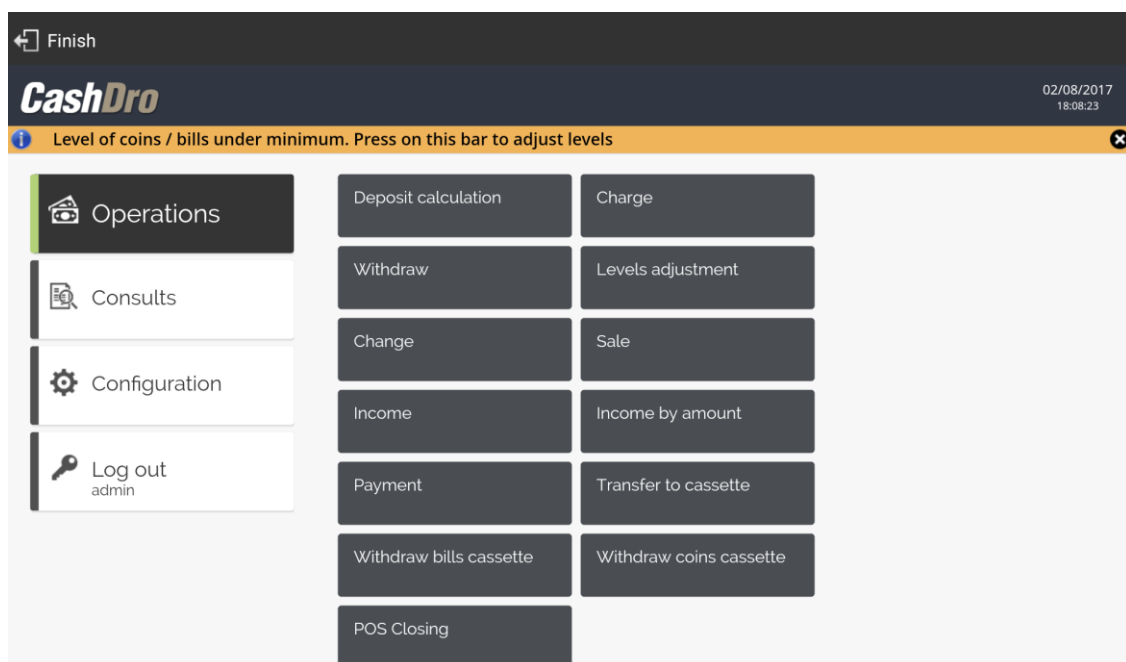 Finish
CashDro
02/08/2017
18:08:23
Level of coins / bills under minimum. Press on this bar to adjust levels
Operations
Consults
Configuration
Log out
admin
Deposit calculation
Charge
Withdraw
Levels adjustment
Change
Sale
Income
Income by amount
Payment
Transfer to cassette
Withdraw bills cassette
Withdraw coins cassette
POS Closing